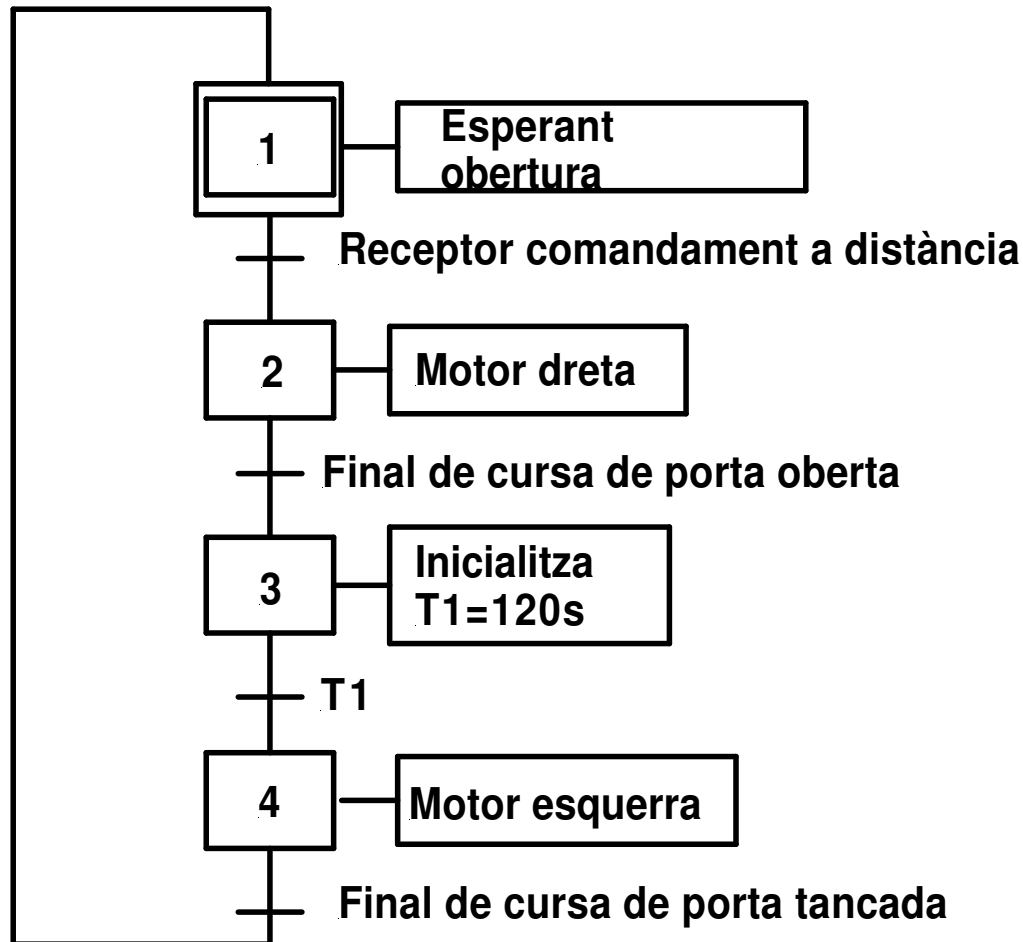 1
Esperant
obertura
Receptor comandament a distància
2
Motor dreta
Final de cursa de porta oberta
3
Inicialitza
T1=120s
T1
4
Motor esquerra
Final de cursa de porta tancada